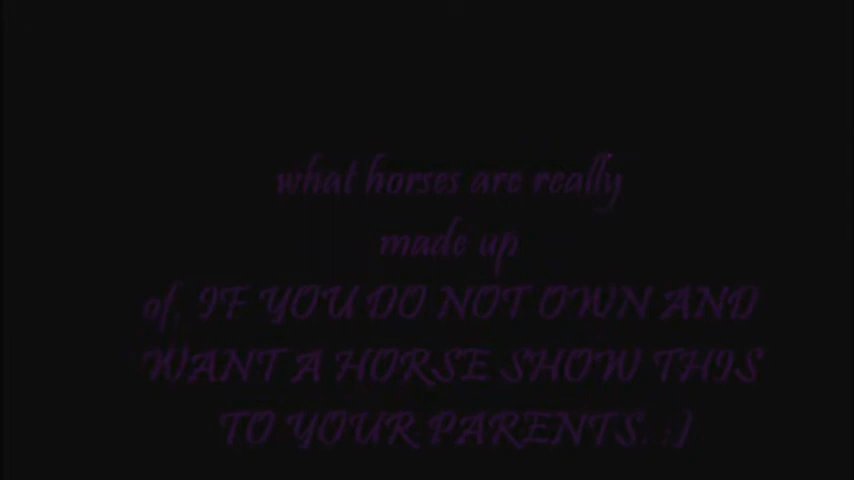 what horses are really
made up
of. IF YOU DO NOT OWN AND
WANT A HORSE SHOW THIS
TO YOUR PARENTS. :)